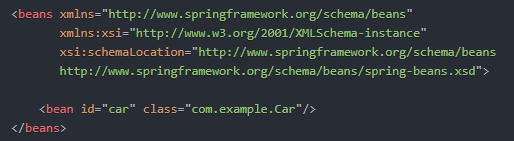 <beans xmlns="http://www.springframework.org/schema/beans"
xmlns:xsi="http://www.w3.org/2001/XMLSchema-instance"
xsi:schemaLocation="http://www.springframework.org/schema/beans
http://www.springframework.org/schema/beans/spring-beans.xsd">
<bean id="car" class="com.example.Car"/>
</beans>